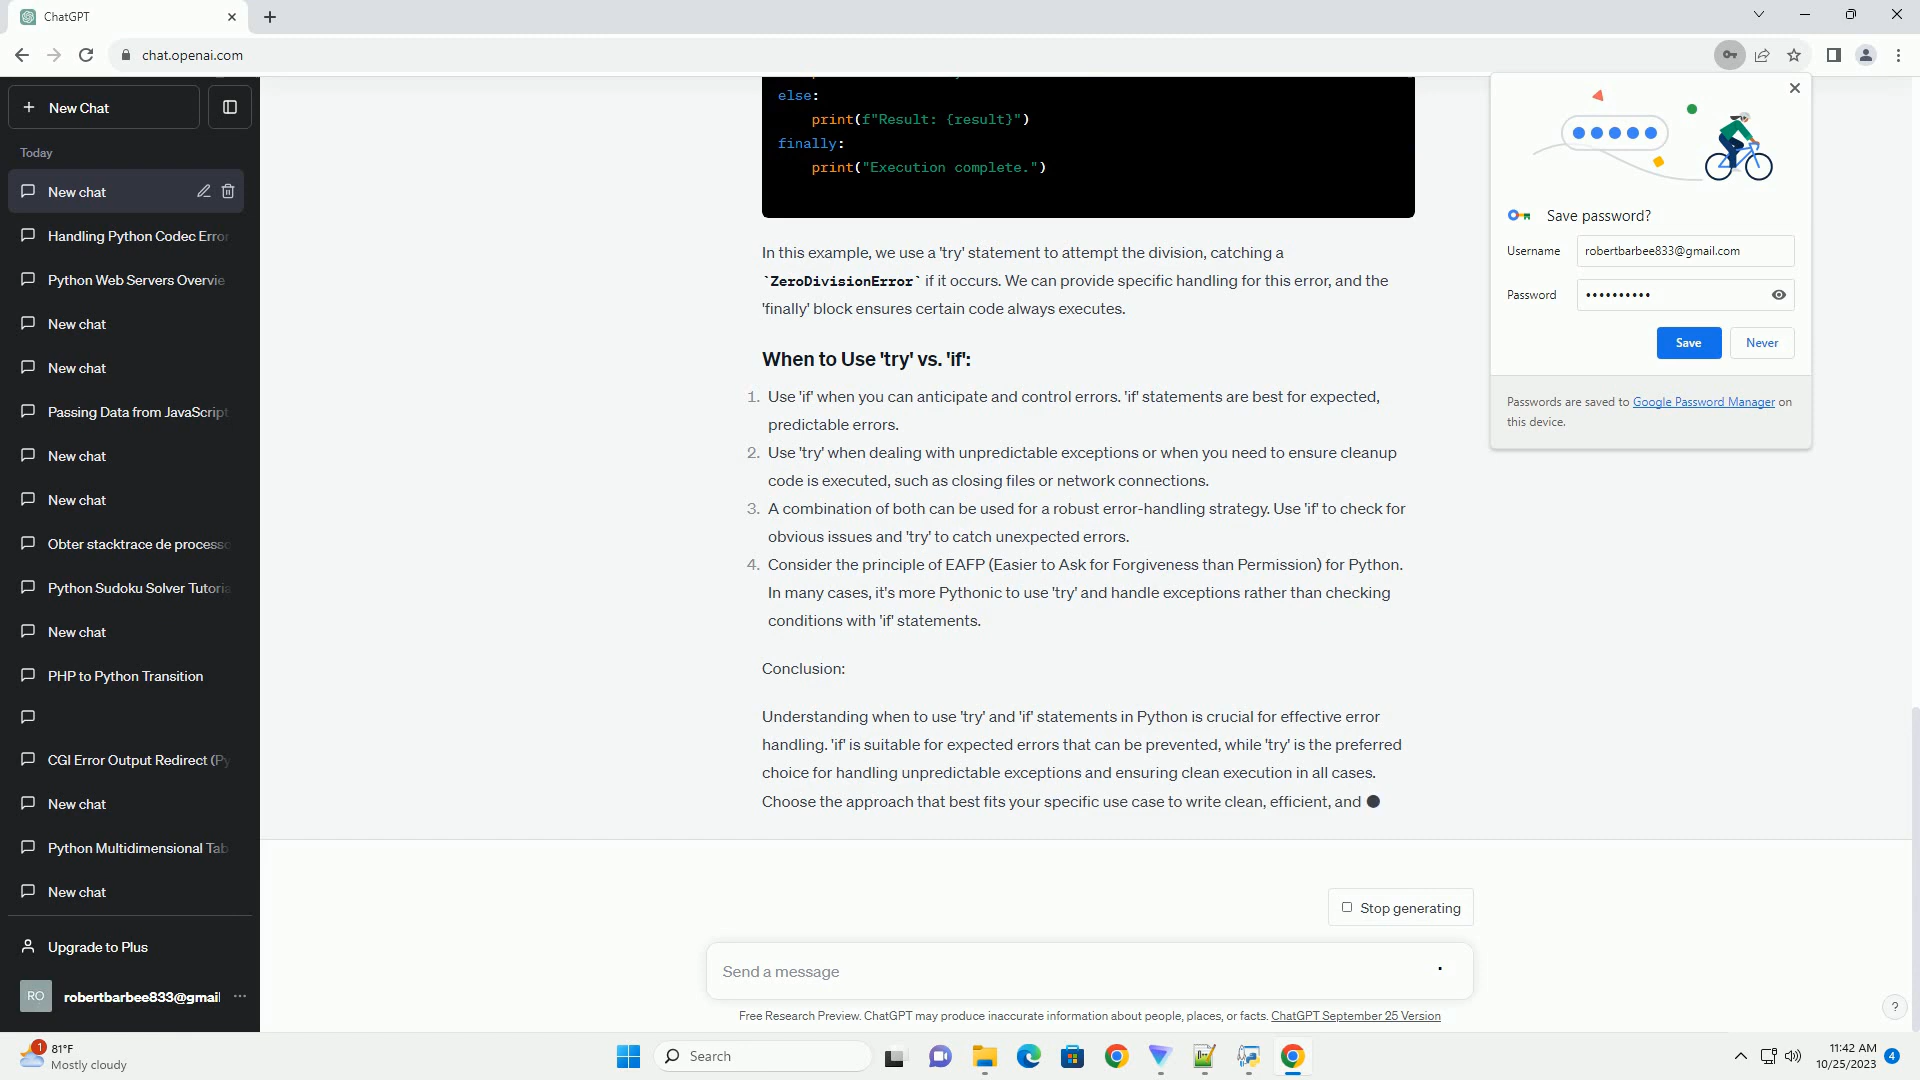 ChatGPT
chat.openai.com
New Chat
Today
New chat
Handling Python Codec Error
Python Web Servers Overvie
New chat
New chat
Passing Data from JavaScript
New chat
New chat
Obter stacktrace de processo
Python Sudoku Solver Tutoria
New chat
PHP to Python Transition
CGI Error Output Redirect (Py
New chat
Python Multidimensional Tab
New chat
Upgrade to Plus
RO
robertbarbee833@gmail
else:
print(f"Result: {result}")
finally:
print("Execution complete.")
In this example, we use a 'try' statement to attempt the division, catching a
`ZeroDivisionError` if it occurs. We can provide specific handling for this error, and the
'finally' block ensures certain code always executes.
When to Use 'try' vs. 'if':
1. Use 'if' when you can anticipate and control errors. 'if' statements are best for expected,
predictable errors.
2. Use 'try' when dealing with unpredictable exceptions or when you need to ensure cleanup
code is executed, such as closing files or network connections.
3. A combination of both can be used for a robust error-handling strategy. Use 'if' to check for
obvious issues and 'try' to catch unexpected errors.
4. Consider the principle of EAFP (Easier to Ask for Forgiveness than Permission) for Python.
In many cases, it's more Pythonic to use 'try' and handle exceptions rather than checking
conditions with 'if' statements.
Conclusion:
Understanding when to use 'try' and 'if' statements in Python is crucial for effective error
handling. 'if' is suitable for expected errors that can be prevented, while 'try' is the preferred
choice for handling unpredictable exceptions and ensuring clean execution in all cases.
Choose the approach that best fits your specific use case to write clean, efficient, and
Stop generating
Send a message
Free Research Preview. ChatGPT may produce inaccurate information about people, places, or facts. ChatGPT September 25 Version
?
Save password?
Username robertbarbee833@gmail.com
Password ••••••••••
Save Never
Passwords are saved to Google Password Manager on
this device.
1
81°F
Mostly cloudy
Search
11:42 AM
10/25/2023
4